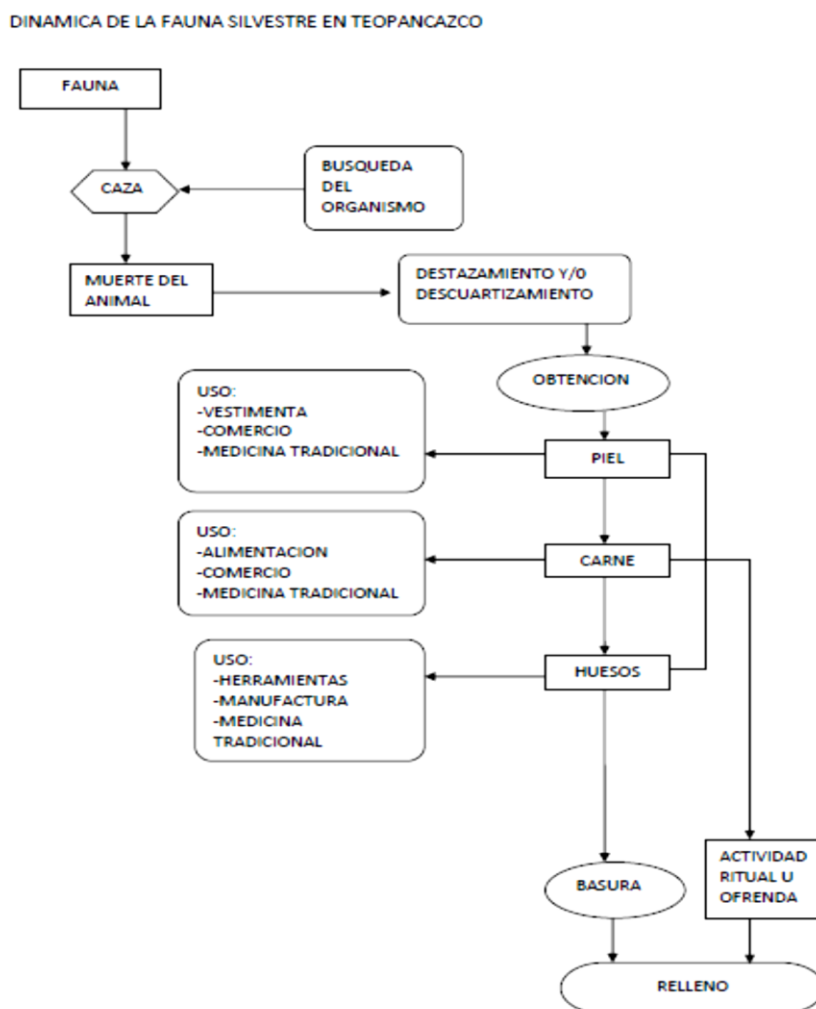 DINAMICA DE LA FAUNA SILVESTRE EN TEOPANCAZCO
FAUNA
CAZA
BUSQUEDA
DEL
ORGANISMO
MUERTE DEL
ANIMAL
DESTAZAMIENTO Y/0
DESCUARTIZAMIENTO
OBTENCION
USO:
-VESTIMENTA
-COMERCIO
-MEDICINA TRADICIONAL
PIEL
USO:
-ALIMENTACION
-COMERCIO
-MEDICINA TRADICIONAL
CARNE
USO:
-HERRAMIENTAS
-MANUFACTURA
-MEDICINA
TRADICIONAL
HUESOS
BASURA
ACTIVIDAD
RITUAL U
OFRENDA
RELLENO